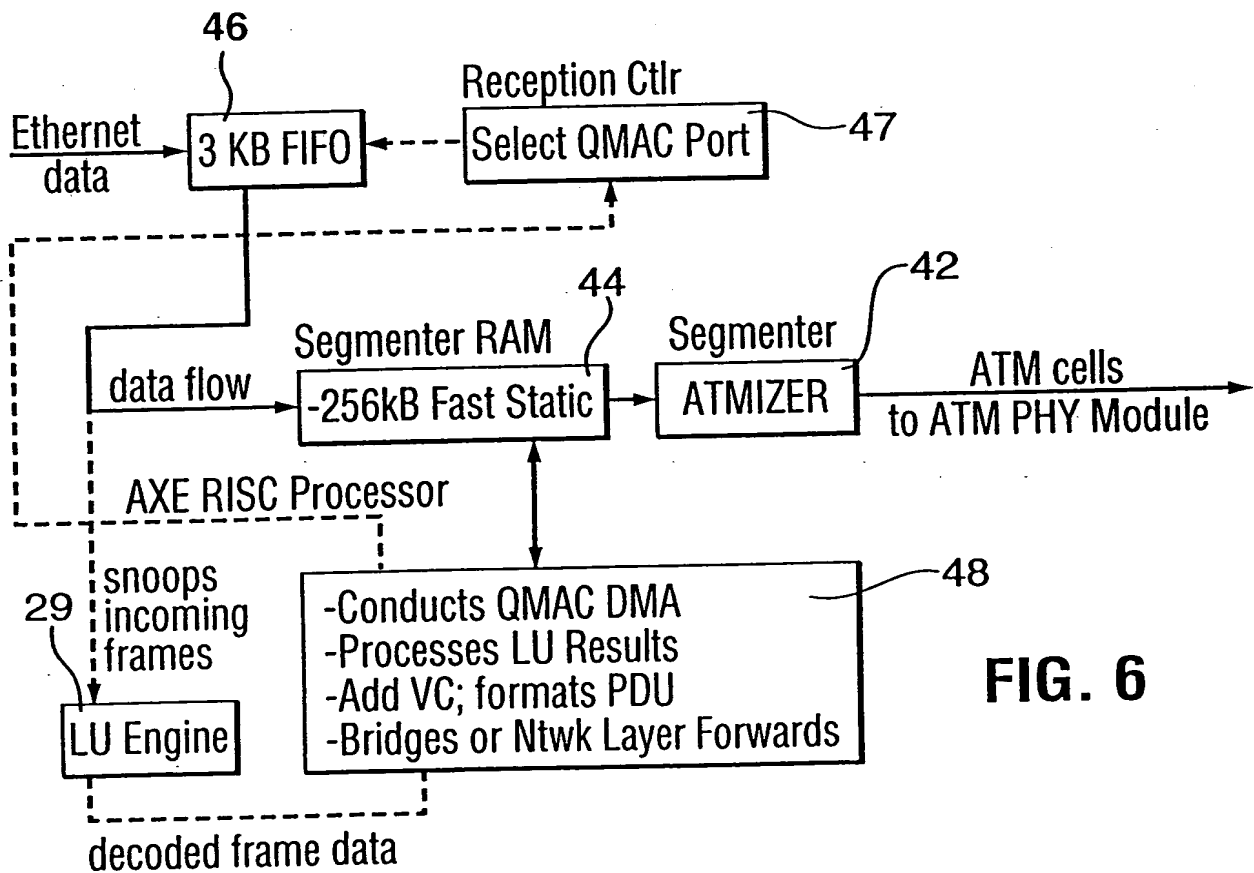 46
Reception Ctlr
47
Ethernet
data
3 KB FIFO
Select QMAC Port
44
42
Segmenter RAM
Segmenter
data flow
-256kB Fast Static
ATMIZER
ATM cells
to ATM PHY Module
AXE RISC Processor
snoops
incoming
frames
29
LU Engine
48
-Conducts QMAC DMA
-Processes LU Results
-Add VC; formats PDU
-Bridges or Ntwk Layer Forwards
FIG. 6
decoded frame data